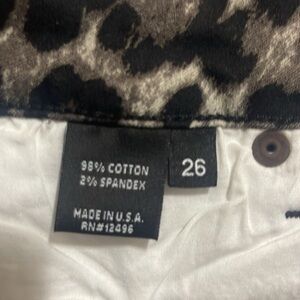 98% COTTON
2% SPANDEX
26
MADE IN U.S.A.
RN#12496